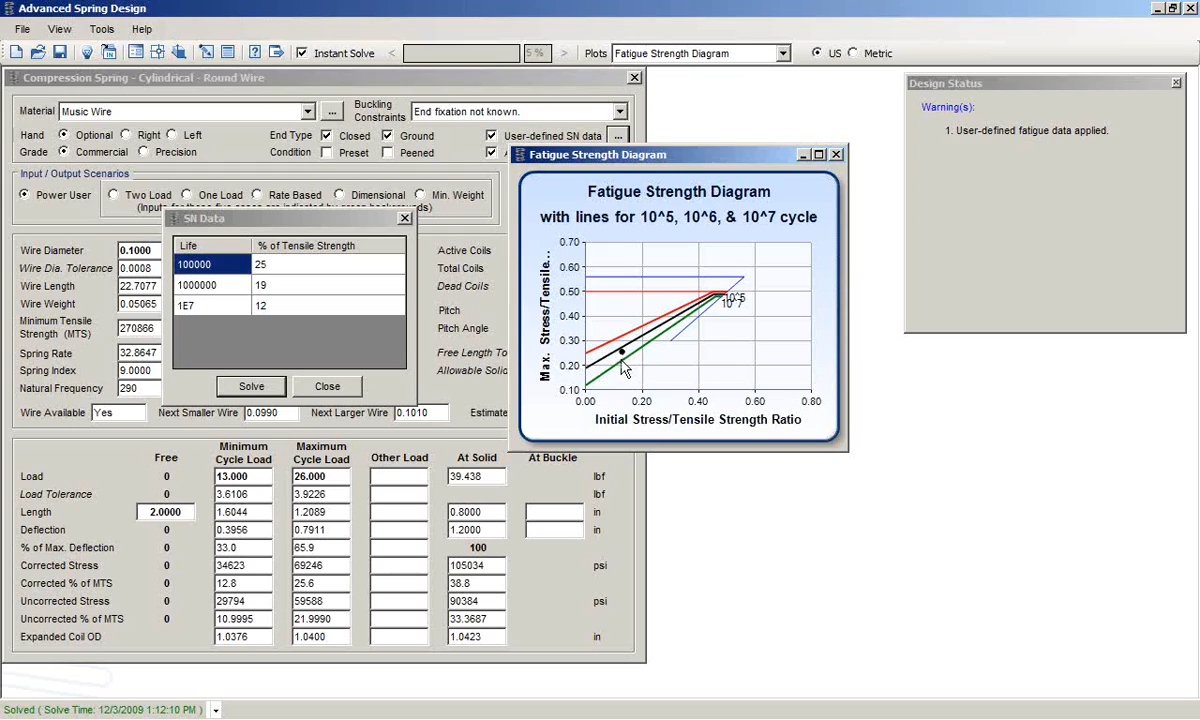 Advanced Spring Design
File View Tools Help
Instant Solve < 5 % > Plots Fatigue Strength Diagram US Metric
Compression Spring - Cylindrical - Round Wire
Material Music Wire ... Buckling Constraints End fixation not known.
Hand Optional Right Left End Type Closed Ground User-defined SN data ...
Grade Commercial Precision Condition Preset Peened
Input / Output Scenarios
Power User Two Load One Load Rate Based Dimensional Min. Weight
Wire Diameter 0.1000
Wire Dia. Tolerance 0.0008
Wire Length 22.7077
Wire Weight 0.05065
Minimum Tensile
Strength (MTS) 270866
Spring Rate 32.8647
Spring Index 9.0000
Natural Frequency 290
Wire Available Yes Next Smaller Wire 0.0990 Next Larger Wire 0.1010
SN Data
Life % of Tensile Strength
100000 25
1000000 19
1E7 12
Solve Close
Active Coils
Total Coils
Dead Coils
Pitch
Pitch Angle
Free Length
Allowable
Fatigue Strength Diagram
Fatigue Strength Diagram
with lines for 10^5, 10^6, & 10^7 cycle
Max. Stress/Tensile...
0.70
0.60
0.50
0.40
0.30
0.20
0.10
10^5
10^7
0.00 0.20 0.40 0.60 0.80
Initial Stress/Tensile Strength Ratio
Design Status
Warning(s):
1. User-defined fatigue data applied.
Free Minimum Cycle Load Maximum Cycle Load Other Load At Solid At Buckle
Load 0 13.000 26.000 39.438 lbf
Load Tolerance 0 3.6106 3.9226 lbf
Length 2.0000 1.6044 1.2089 0.8000 in
Deflection 0 0.3956 0.7911 1.2000 in
% of Max. Deflection 0 33.0 65.9 100
Corrected Stress 0 34623 69246 105034 psi
Corrected % of MTS 0 12.8 25.6 38.8
Uncorrected Stress 0 29794 59588 90384 psi
Uncorrected % of MTS 0 10.9995 21.9990 33.3687
Expanded Coil OD 1.0376 1.0400 1.0423 in
Solved ( Solve Time: 12/3/2009 1:12:10 PM )